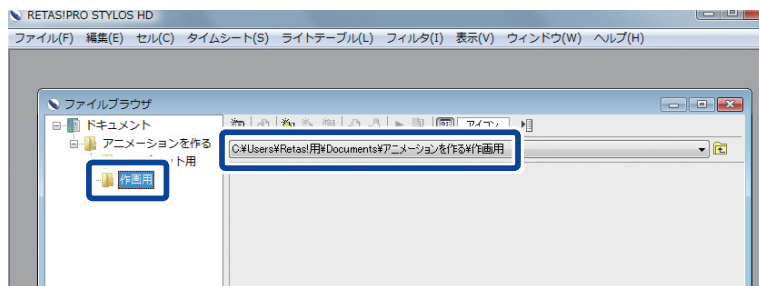 RETAS!PRO STYLOS HD
ファイル(F) 編集(E) セル(C) タイムシート(S) ライトテーブル(L) フィルタ(I) 表示(V) ウィンドウ(W) ヘルプ(H)
ファイルブラウザ
ドキュメント
アイコン
アニメーションを作る
C:¥Users¥Retas!用¥Documents¥アニメーションを作る¥作画用
ト用
作画用